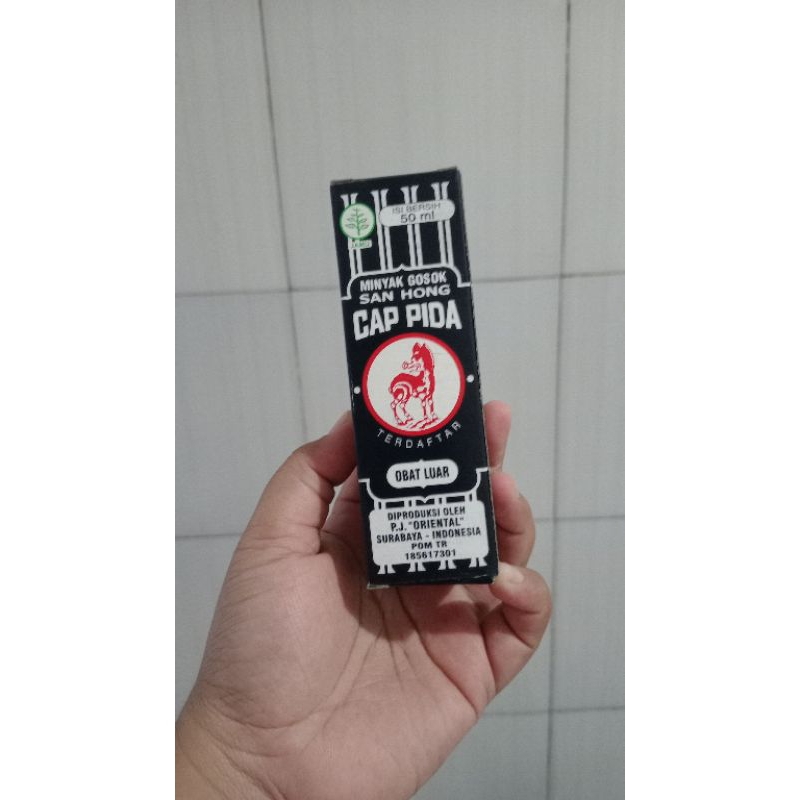 ISI BERSIH
50 ml
JAMU
MINYAK GOSOK
SAN HONG
CAP PIDA
TERDAFTAR
OBAT LUAR
DIPRODUKSI OLEH
P.J. "ORIENTAL"
SURABAYA - INDONESIA
POM TR
185617301